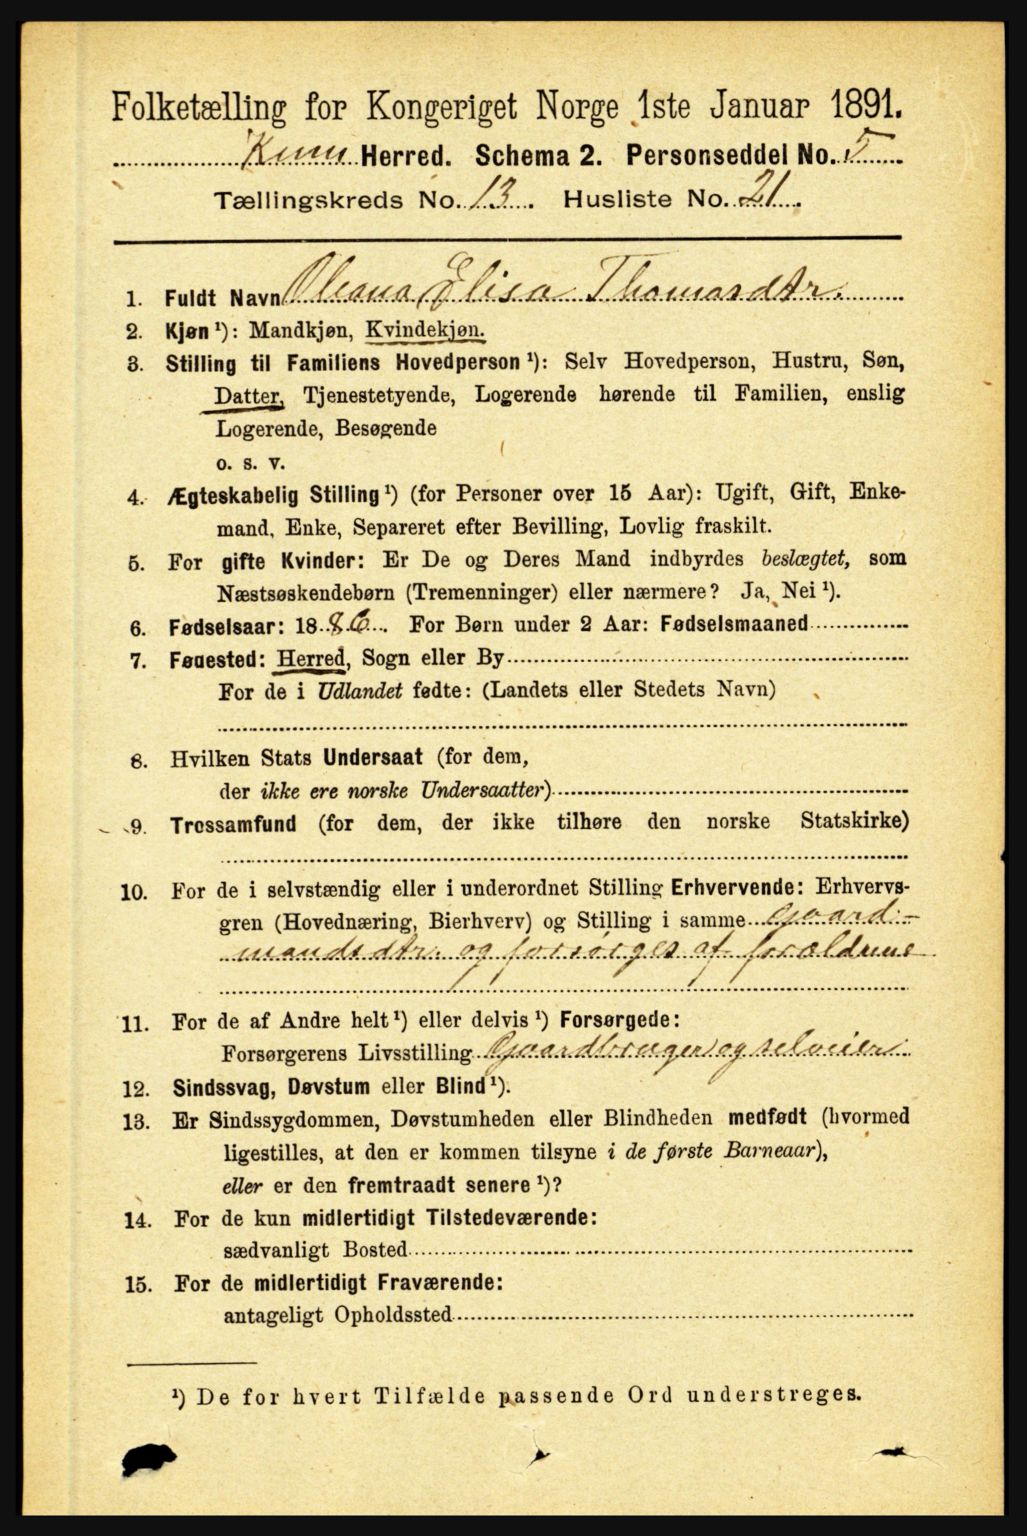 Folketælling for Kongeriget Norge 1ste Januar 1891.
Kinn Herred. Schema 2. Personseddel No. 5
Tællingskreds No. 13. Husliste No. 21.
1. Fuldt Navn Oleana Elisa Thomasdtr.
2. Kjøn¹): Mandkjøn, Kvindekjøn.
3. Stilling til Familiens Hovedperson¹): Selv Hovedperson, Hustru, Søn,
Datter, Tjenestetyende, Logerende hørende til Familien, enslig
Logerende, Besøgende
o. s. v.
4. Ægteskabelig Stilling¹) (for Personer over 15 Aar): Ugift, Gift, Enke-
mand, Enke, Separeret efter Bevilling, Lovlig fraskilt.
5. For gifte Kvinder: Er De og Deres Mand indbyrdes beslægtet, som
Næstsøskendebørn (Tremenninger) eller nærmere? Ja, Nei¹).
6. Fødselsaar: 1886. For Børn under 2 Aar: Fødselsmaaned
7. Fødested: Herred, Sogn eller By
For de i Udlandet fødte: (Landets eller Stedets Navn)
8. Hvilken Stats Undersaat (for dem,
der ikke ere norske Undersaatter)
9. Trossamfund (for dem, der ikke tilhøre den norske Statskirke)
10. For de i selvstændig eller i underordnet Stilling Erhvervende: Erhvervs-
gren (Hovednæring, Bierhverv) og Stilling i samme Gaard-
mandsdtr. og forsørges af forældrene
11. For de af Andre helt¹) eller delvis¹) Forsørgede:
Forsørgerens Livsstilling Gaardbruger og selveier
12. Sindssvag, Døvstum eller Blind¹).
13. Er Sindssygdommen, Døvstumheden eller Blindheden medfødt (hvormed
ligestilles, at den er kommen tilsyne i de første Barneaar),
eller er den fremtraadt senere¹)?
14. For de kun midlertidigt Tilstedeværende:
sædvanligt Bosted
15. For de midlertidigt Fraværende:
antageligt Opholdssted
¹) De for hvert Tilfælde passende Ord understreges.